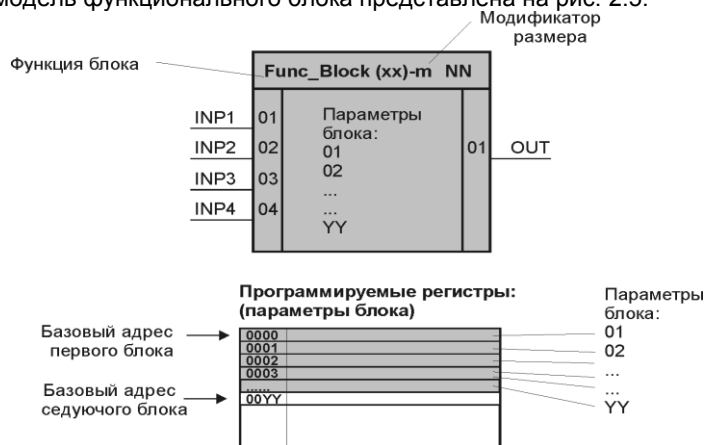 модель функционального блока представлена на рис. 2.5.
Модификатор
размера
Функция блока
Func_Block (xx)-m NN
INP1 01
INP2 02
INP3 03
INP4 04
Параметры
блока:
01
02
...
...
YY
01 OUT
Программируемые регистры:
(параметры блока)
Параметры
блока:
01
02
...
...
YY
Базовый адрес
первого блока
0000
0001
0002
0003
......
00YY
Базовый адрес
седуючого блока